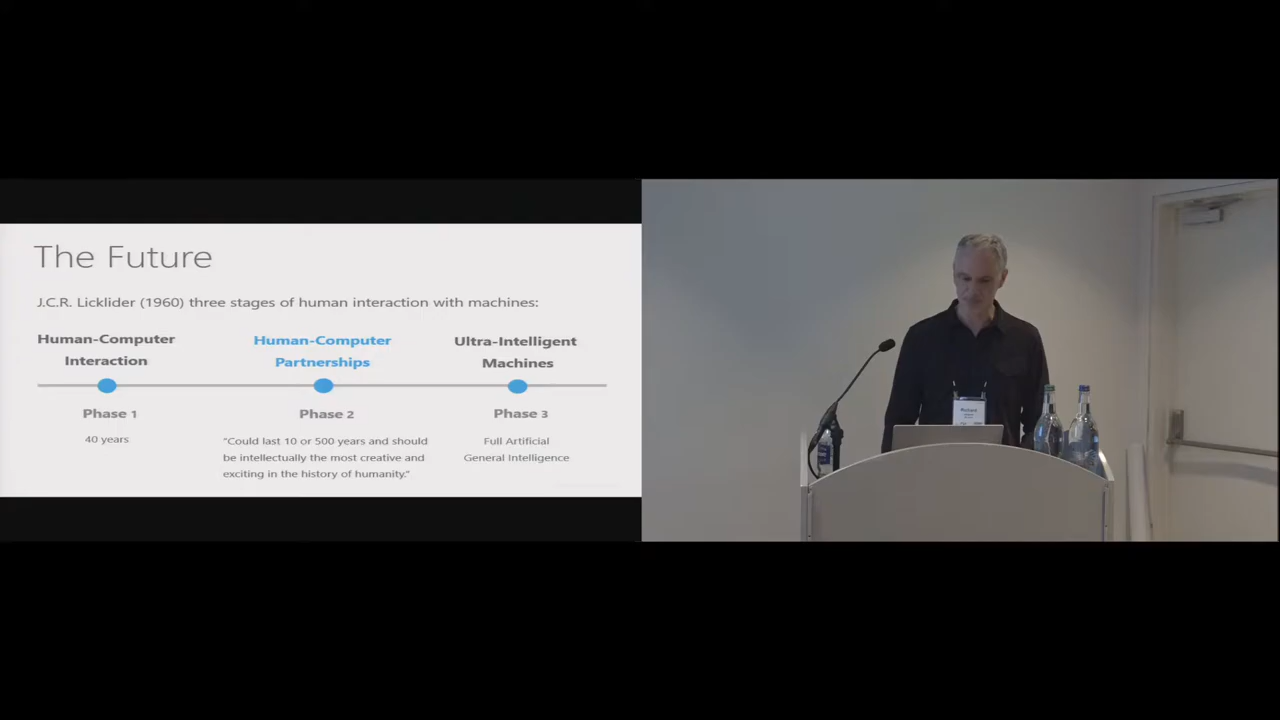 The Future
J.C.R. Licklider (1960) three stages of human interaction with machines:
Human-Computer
Interaction
Human-Computer
Partnerships
Ultra-Intelligent
Machines
Phase 1
Phase 2
Phase 3
40 years
"Could last 10 or 500 years and should
be intellectually the most creative and
exciting in the history of humanity."
Full Artificial
General Intelligence
Richard